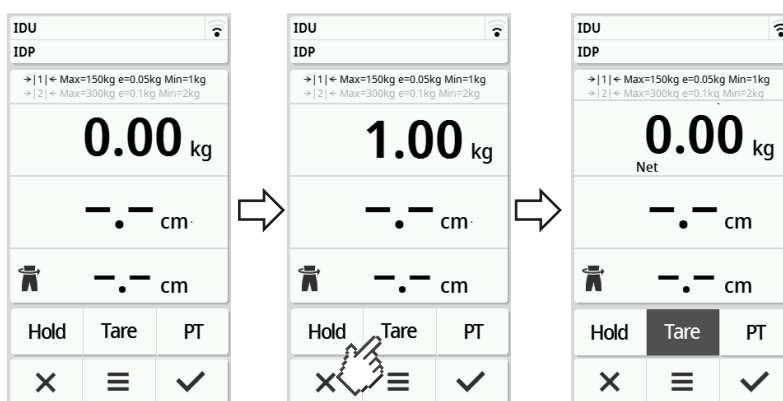 IDU
IDP
→|1|← Max=150kg e=0.05kg Min=1kg
→|2|← Max=300kg e=0.1kg Min=2kg
0.00 kg
-.- cm
-.- cm
Hold Tare PT
IDU
IDP
→|1|← Max=150kg e=0.05kg Min=1kg
→|2|← Max=300kg e=0.1kg Min=2kg
1.00 kg
-.- cm
-.- cm
Hold Tare PT
IDU
IDP
→|1|← Max=150kg e=0.05kg Min=1kg
→|2|← Max=300kg e=0.1kg Min=2kg
0.00 kg
Net
-.- cm
-.- cm
Hold Tare PT